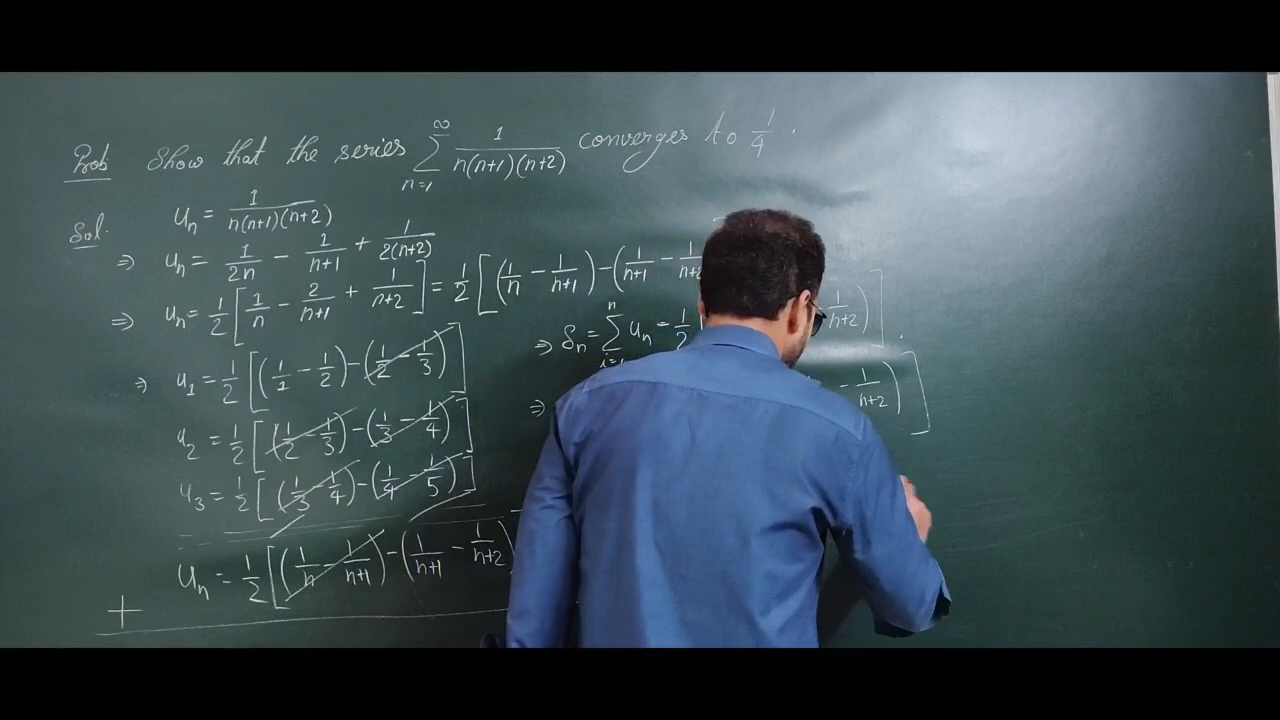 Prob Show that the series ∑_{n=1}^{∞} 1/(n(n+1)(n+2)) converges to 1/4.
Sol. u_n = 1/(n(n+1)(n+2))
⇒ u_n = 1/(2n) - 1/(n+1) + 1/(2(n+2))
⇒ u_n = 1/2 [1/n - 2/(n+1) + 1/(n+2)] = 1/2 [(1/n - 1/(n+1)) - (1/(n+1) - 1/(n+2
⇒ u_1 = 1/2 [(1/1 - 1/2) - (1/2 - 1/3)]
u_2 = 1/2 [(1/2 - 1/3) - (1/3 - 1/4)]
u_3 = 1/2 [(1/3 - 1/4) - (1/4 - 1/5)]
u_n = 1/2 [(1/n - 1/(n+1)) - (1/(n+1) - 1/(n+2)
+
⇒ S_n = ∑^{n} u_n = 1/2 1/(n+2))].
⇒ - 1/(n+2))]